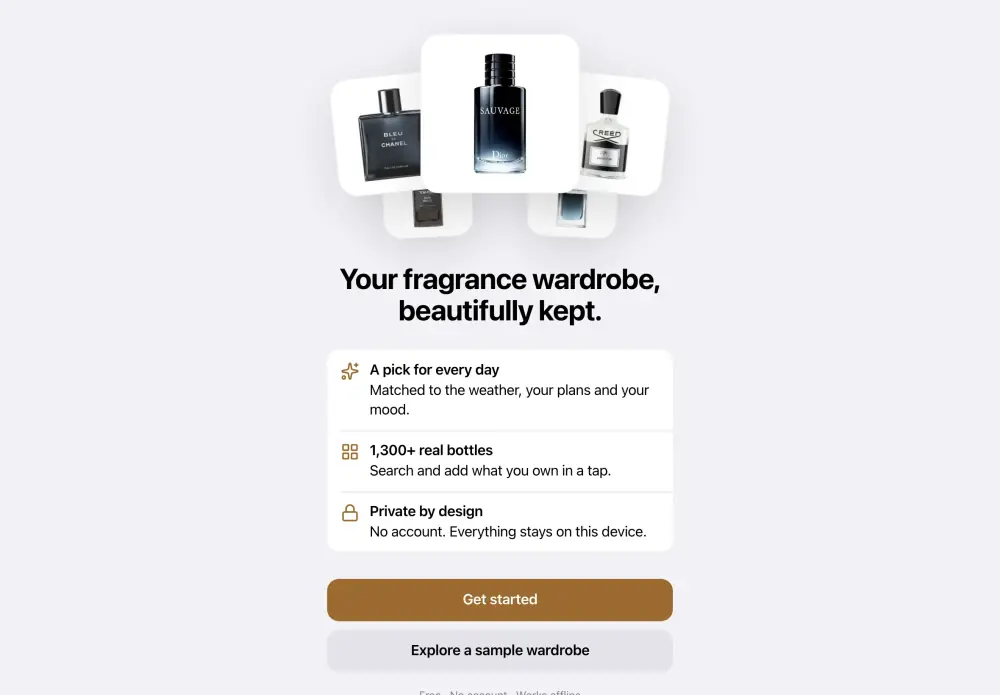 BLEU
DE
CHANEL
SAUVAGE
Dior
CREED
Your fragrance wardrobe,
beautifully kept.
A pick for every day
Matched to the weather, your plans and your
mood.
1,300+ real bottles
Search and add what you own in a tap.
Private by design
No account. Everything stays on this device.
Get started
Explore a sample wardrobe